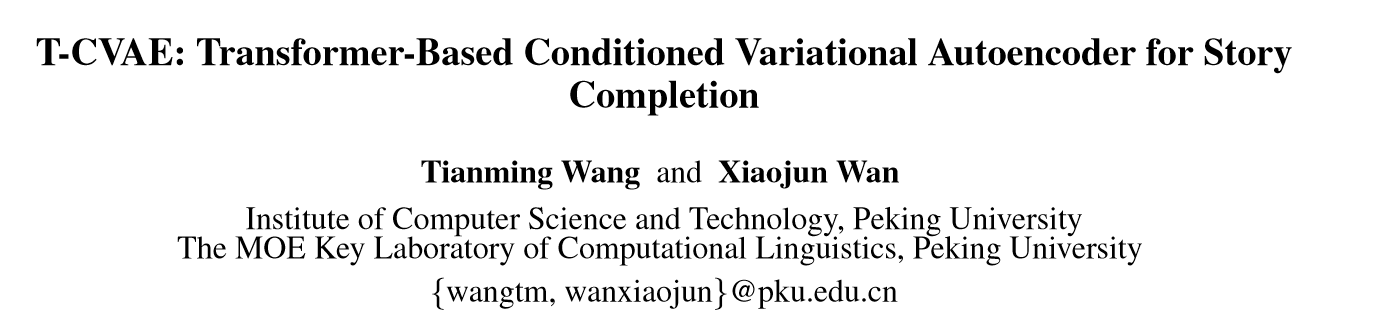 T-CVAE: Transformer-Based Conditioned Variational Autoencoder for Story
Completion
Tianming Wang and Xiaojun Wan
Institute of Computer Science and Technology, Peking University
The MOE Key Laboratory of Computational Linguistics, Peking University
{wangtm, wanxiaojun}@pku.edu.cn